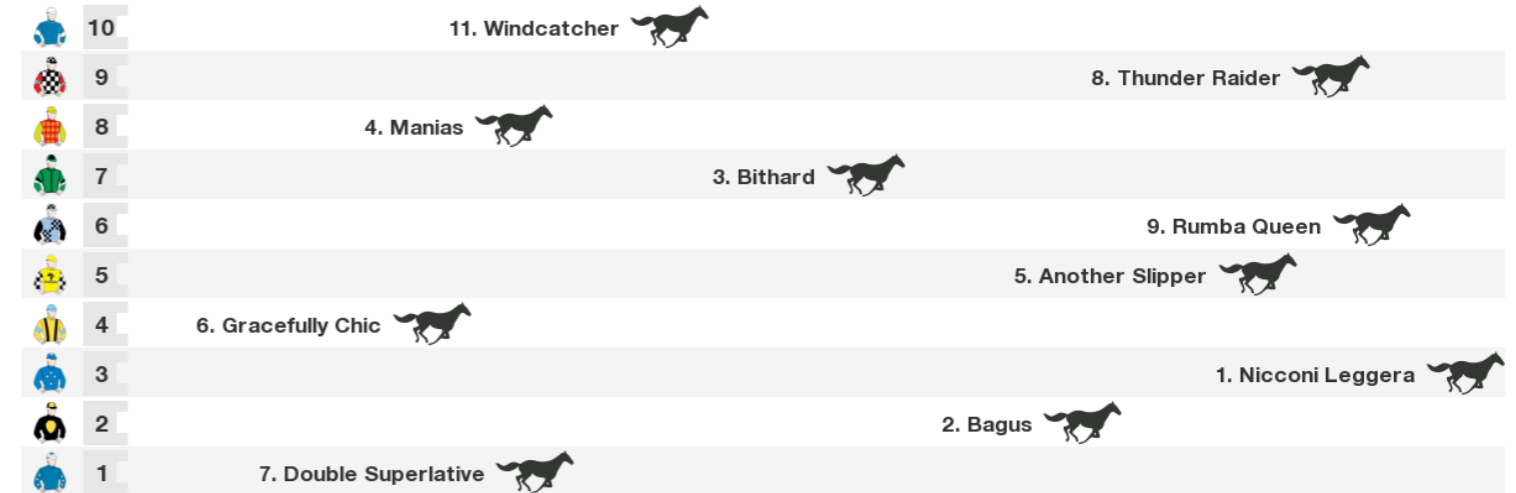 10 11. Windcatcher
9 8. Thunder Raider
8 4. Manias
7 3. Bithard
6 9. Rumba Queen
5 5. Another Slipper
4 6. Gracefully Chic
3 1. Nicconi Leggera
2 2. Bagus
1 7. Double Superlative